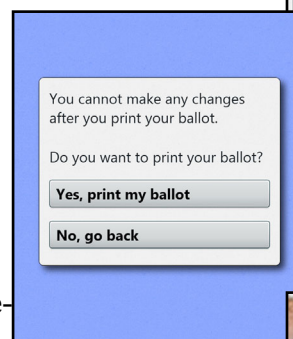 You cannot make any changes
after you print your ballot.
Do you want to print your ballot?
Yes, print my ballot
No, go back